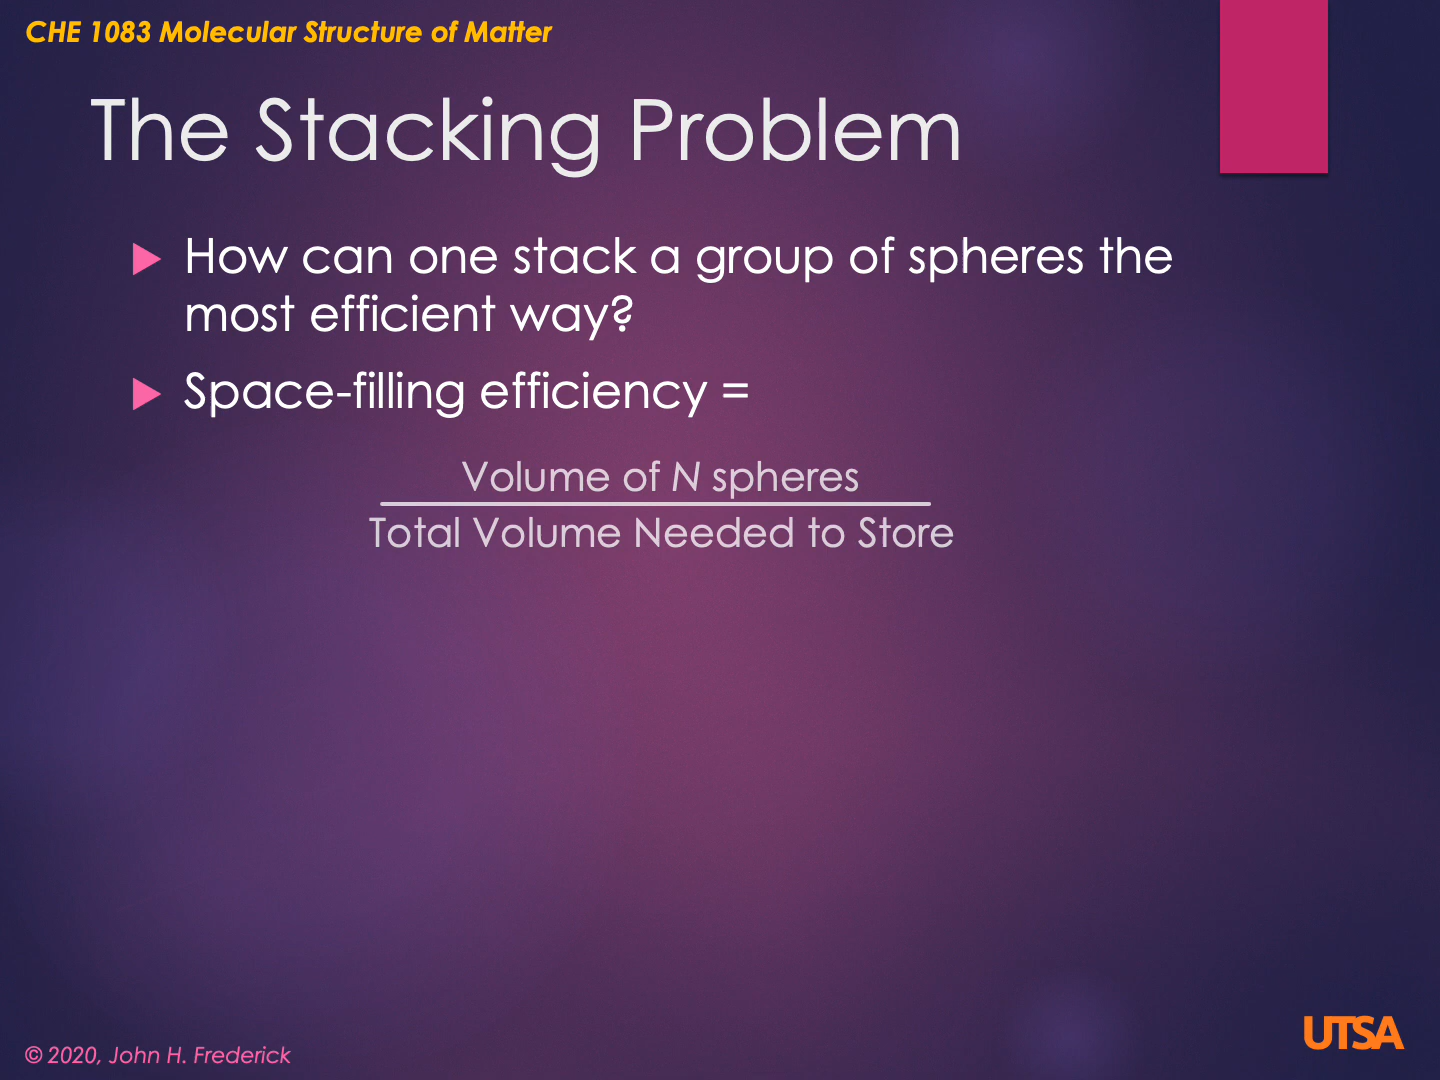 CHE 1083 Molecular Structure of Matter
The Stacking Problem
How can one stack a group of spheres the
most efficient way?
Space-filling efficiency =
Volume of N spheres
Total Volume Needed to Store
© 2020, John H. Frederick
UTSA